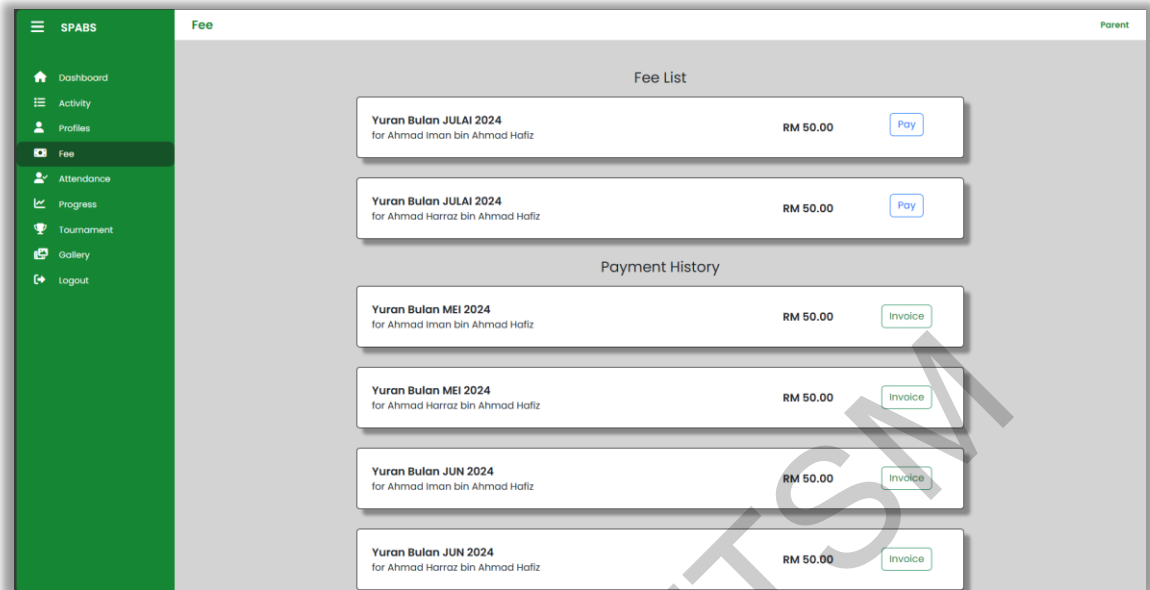 SPABS
Fee
Parent
Dashboard
Activity
Profiles
Fee
Attendance
Progress
Tournament
Gallery
Logout
Fee List
Yuran Bulan JULAI 2024
for Ahmad Iman bin Ahmad Hafiz
RM 50.00
Pay
Yuran Bulan JULAI 2024
for Ahmad Harraz bin Ahmad Hafiz
RM 50.00
Pay
Payment History
Yuran Bulan MEI 2024
for Ahmad Iman bin Ahmad Hafiz
RM 50.00
Invoice
Yuran Bulan MEI 2024
for Ahmad Harraz bin Ahmad Hafiz
RM 50.00
Invoice
Yuran Bulan JUN 2024
for Ahmad Iman bin Ahmad Hafiz
RM 50.00
Invoice
Yuran Bulan JUN 2024
for Ahmad Harraz bin Ahmad Hafiz
RM 50.00
Invoice
TSM